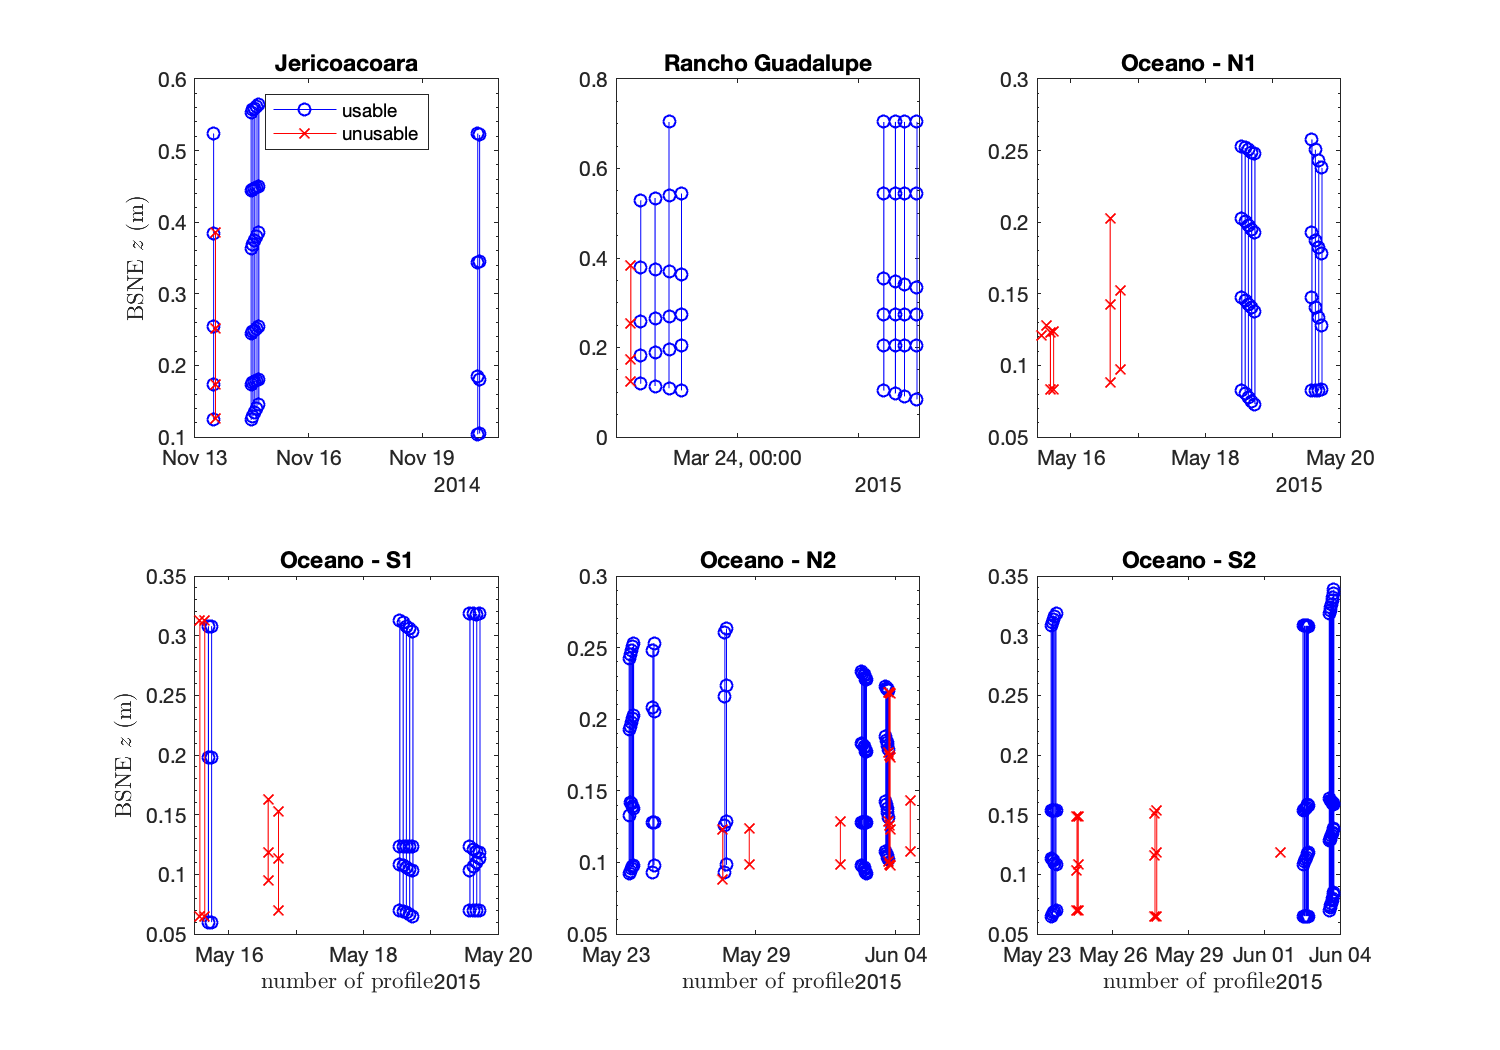 Jericoacoara
0.6
0.5
0.4
0.3
0.2
0.1
BSNE z (m)
usable
unusable
Nov 13
Nov 16
Nov 19
2014
Rancho Guadalupe
0.8
0.6
0.4
0.2
0
Mar 24, 00:00
2015
Oceano - N1
0.3
0.25
0.2
0.15
0.1
0.05
May 16
May 18
May 20
2015
Oceano - S1
0.35
0.3
0.25
0.2
0.15
0.1
0.05
BSNE z (m)
May 16
May 18
May 20
number of profile2015
Oceano - N2
0.3
0.25
0.2
0.15
0.1
0.05
May 23
May 29
Jun 04
number of profile2015
Oceano - S2
0.35
0.3
0.25
0.2
0.15
0.1
0.05
May 23
May 26
May 29
Jun 01
Jun 04
number of profile2015